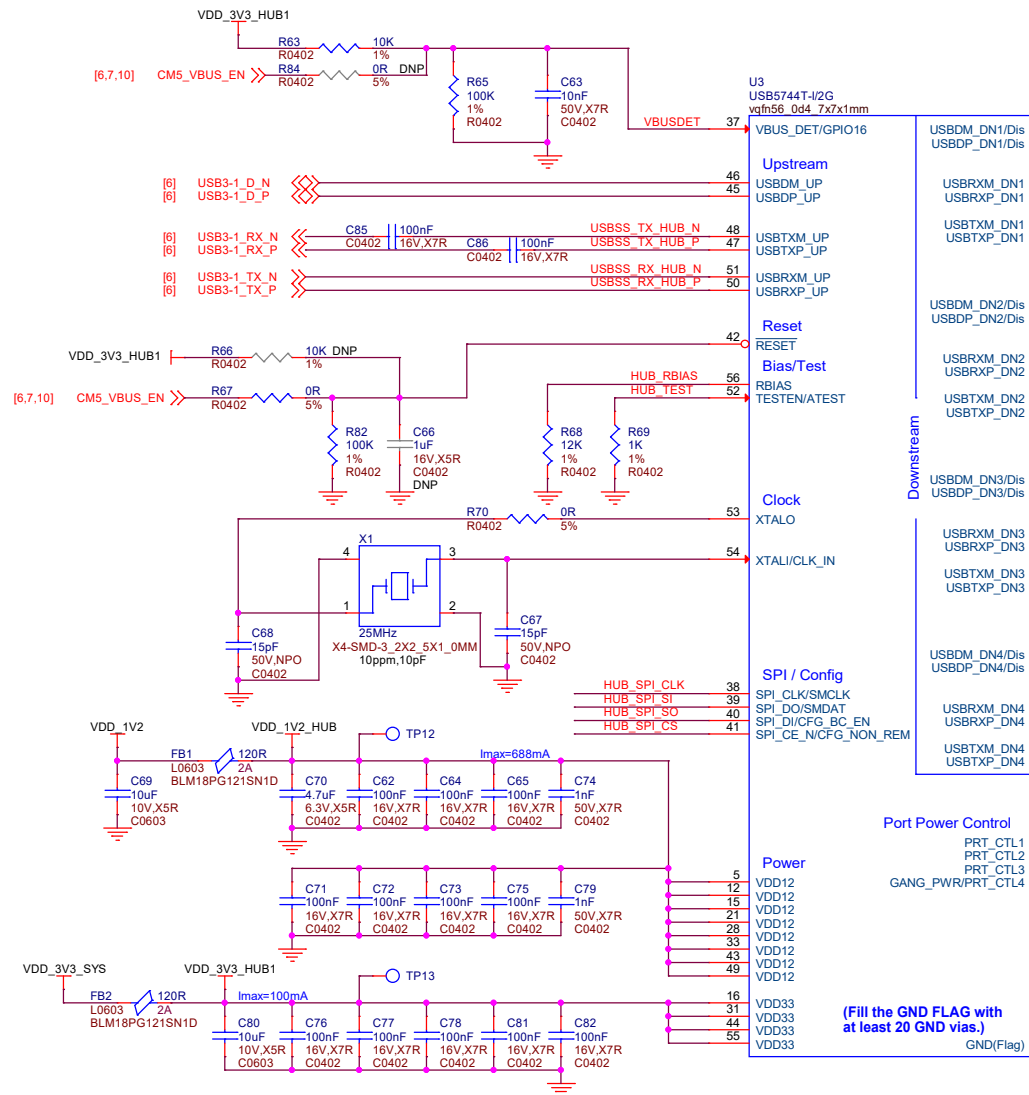 VDD_3V3_HUB1
R63 10K
R0402 1%
R84 0R DNP
[6,7,10] CM5_VBUS_EN R0402 5%
R65
100K
1%
R0402
C63
10nF
50V,X7R
C0402
U3
USB5744T-I/2G
vqfn56_0d4_7x7x1mm
VBUSDET 37 VBUS_DET/GPIO16
USBDM_DN1/Dis
USBDP_DN1/Dis
Upstream
[6] USB3-1_D_N 46 USBDM_UP
[6] USB3-1_D_P 45 USBDP_UP
USBRXM_DN1
USBRXP_DN1
[6] USB3-1_RX_N C85 100nF USBSS_TX_HUB_N 48 USBTXM_UP
C0402 16V,X7R
[6] USB3-1_RX_P C86 100nF USBSS_TX_HUB_P 47 USBTXP_UP
C0402 16V,X7R
USBTXM_DN1
USBTXP_DN1
[6] USB3-1_TX_N USBSS_RX_HUB_N 51 USBRXM_UP
[6] USB3-1_TX_P USBSS_RX_HUB_P 50 USBRXP_UP
USBDM_DN2/Dis
USBDP_DN2/Dis
Reset
42 RESET
VDD_3V3_HUB1 R66 10K DNP
R0402 1%
[6,7,10] CM5_VBUS_EN R67 0R
R0402 5%
USBRXM_DN2
USBRXP_DN2
Bias/Test
HUB_RBIAS 56 RBIAS
HUB_TEST 52 TESTEN/ATEST
USBTXM_DN2
USBTXP_DN2
R82
100K
1%
R0402
C66
1uF
16V,X5R
C0402
DNP
R68
12K
1%
R0402
R69
1K
1%
R0402
Downstream
USBDM_DN3/Dis
USBDP_DN3/Dis
Clock
R70 0R 53 XTALO
R0402 5%
USBRXM_DN3
USBRXP_DN3
X1
4 3
1 2
25MHz
X4-SMD-3_2X2_5X1_0MM
10ppm,10pF
54 XTALI/CLK_IN
USBTXM_DN3
USBTXP_DN3
C68
15pF
50V,NPO
C0402
C67
15pF
50V,NPO
C0402
USBDM_DN4/Dis
USBDP_DN4/Dis
SPI / Config
HUB_SPI_CLK 38 SPI_CLK/SMCLK
HUB_SPI_SI 39 SPI_DO/SMDAT
HUB_SPI_SO 40 SPI_DI/CFG_BC_EN
HUB_SPI_CS 41 SPI_CE_N/CFG_NON_REM
USBRXM_DN4
USBRXP_DN4
USBTXM_DN4
USBTXP_DN4
VDD_1V2 VDD_1V2_HUB TP12
FB1 120R Imax=688mA
L0603 2A
BLM18PG121SN1D
C69
10uF
10V,X5R
C0603
C70 C62 C64 C65 C74
4.7uF 100nF 100nF 100nF 1nF
6.3V,X5R 16V,X7R 16V,X7R 16V,X7R 50V,X7R
C0402 C0402 C0402 C0402 C0402
Port Power Control
PRT_CTL1
PRT_CTL2
PRT_CTL3
GANG_PWR/PRT_CTL4
Power
5 VDD12
12 VDD12
15 VDD12
21 VDD12
28 VDD12
33 VDD12
43 VDD12
49 VDD12
C71 C72 C73 C75 C79
100nF 100nF 100nF 100nF 1nF
16V,X7R 16V,X7R 16V,X7R 16V,X7R 50V,X7R
C0402 C0402 C0402 C0402 C0402
VDD_3V3_SYS VDD_3V3_HUB1 TP13
FB2 120R Imax=100mA
L0603 2A
BLM18PG121SN1D
16 VDD33
31 VDD33
44 VDD33
55 VDD33
C80 C76 C77 C78 C81 C82
10uF 100nF 100nF 100nF 100nF 100nF
10V,X5R 16V,X7R 16V,X7R 16V,X7R 16V,X7R 16V,X7R
C0603 C0402 C0402 C0402 C0402 C0402
(Fill the GND FLAG with
at least 20 GND vias.)
GND(Flag)